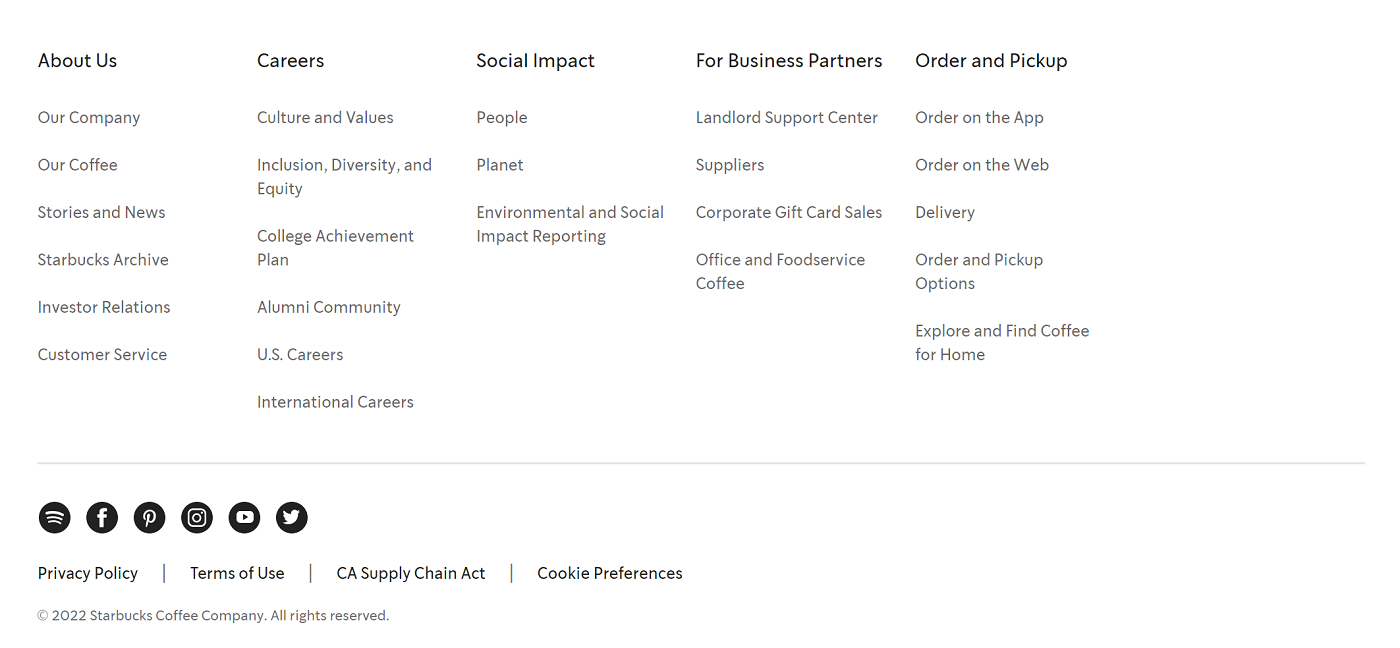 About Us
Our Company
Our Coffee
Stories and News
Starbucks Archive
Investor Relations
Customer Service
Careers
Culture and Values
Inclusion, Diversity, and
Equity
College Achievement
Plan
Alumni Community
U.S. Careers
International Careers
Social Impact
People
Planet
Environmental and Social
Impact Reporting
For Business Partners
Landlord Support Center
Suppliers
Corporate Gift Card Sales
Office and Foodservice
Coffee
Order and Pickup
Order on the App
Order on the Web
Delivery
Order and Pickup
Options
Explore and Find Coffee
for Home
Privacy Policy | Terms of Use | CA Supply Chain Act | Cookie Preferences
© 2022 Starbucks Coffee Company. All rights reserved.